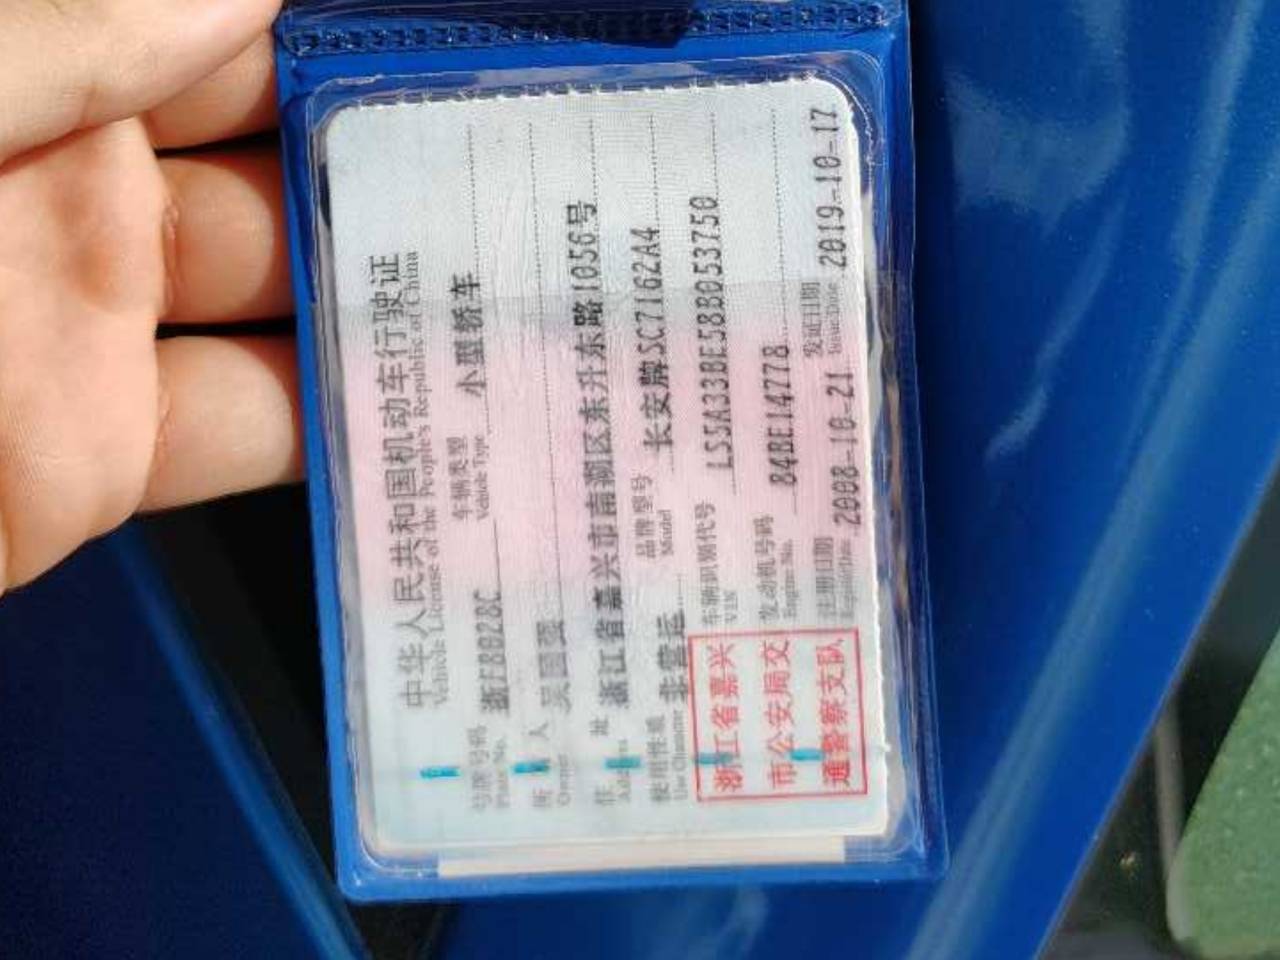 中华人民共和国机动车行驶证
Vehicle License of the People's Republic of China
号牌号码 浙F8028C 车辆类型 小型轿车
Plate No. Vehicle Type
所 人 吴国强
Owner
住 址 浙江省嘉兴市南湖区东升东路1056号
Address
使用性质 非营运 品牌型号 长安牌SC7162A4
Use Character Model
车辆识别代号 LS5A33BE58B053750
VIN
发动机号码 84BE14778
Engine No.
注册日期 2008-10-21 发证日期 2019-10-17
Register Date Issue Date
浙江省嘉兴
市公安局交
通警察支队